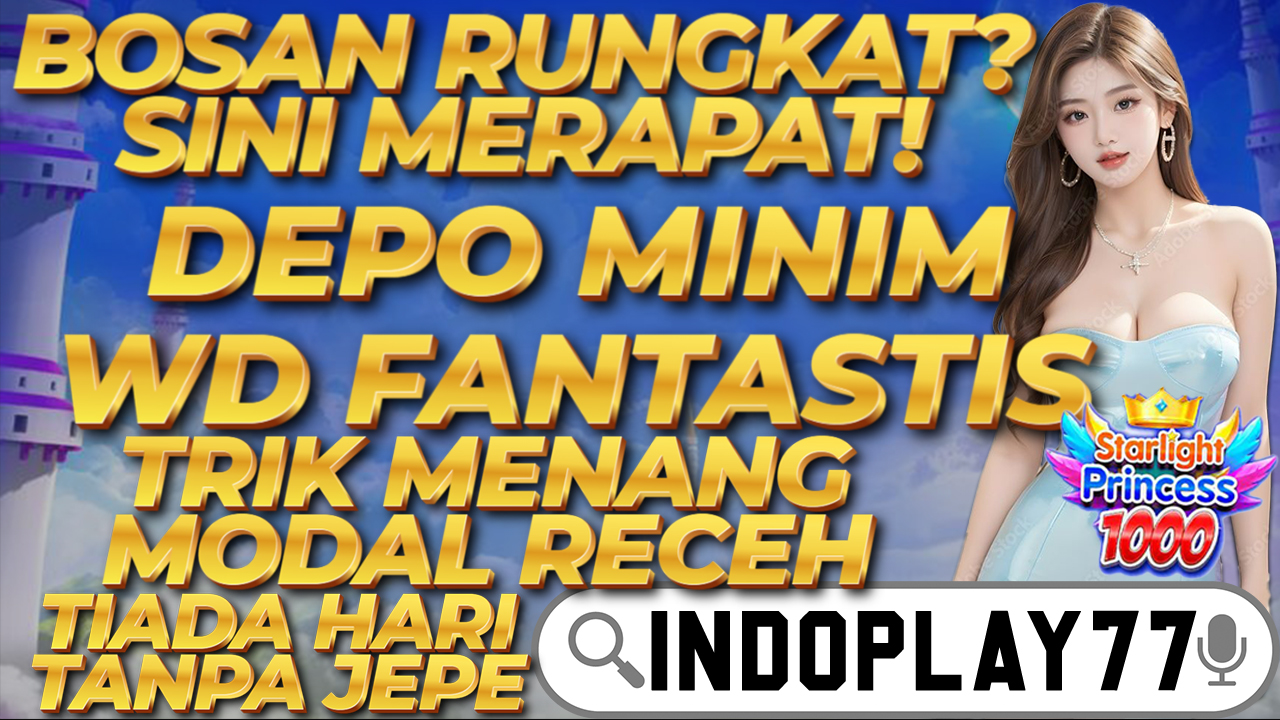 BOSAN RUNGKAT?
SINI MERAPAT!
DEPO MINIM
WD FANTASTIS
TRIK MENANG
MODAL RECEH
TIADA HARI
TANPA JEPE
Starlight
Princess
1000
INDOPLAY77